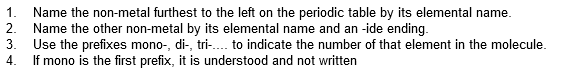 1. Name the non-metal furthest to the left on the periodic table by its elemental name.
2. Name the other non-metal by its elemental name and an -ide ending.
3. Use the prefixes mono-, di-, tri-.... to indicate the number of that element in the molecule.
4. If mono is the first prefix, it is understood and not written